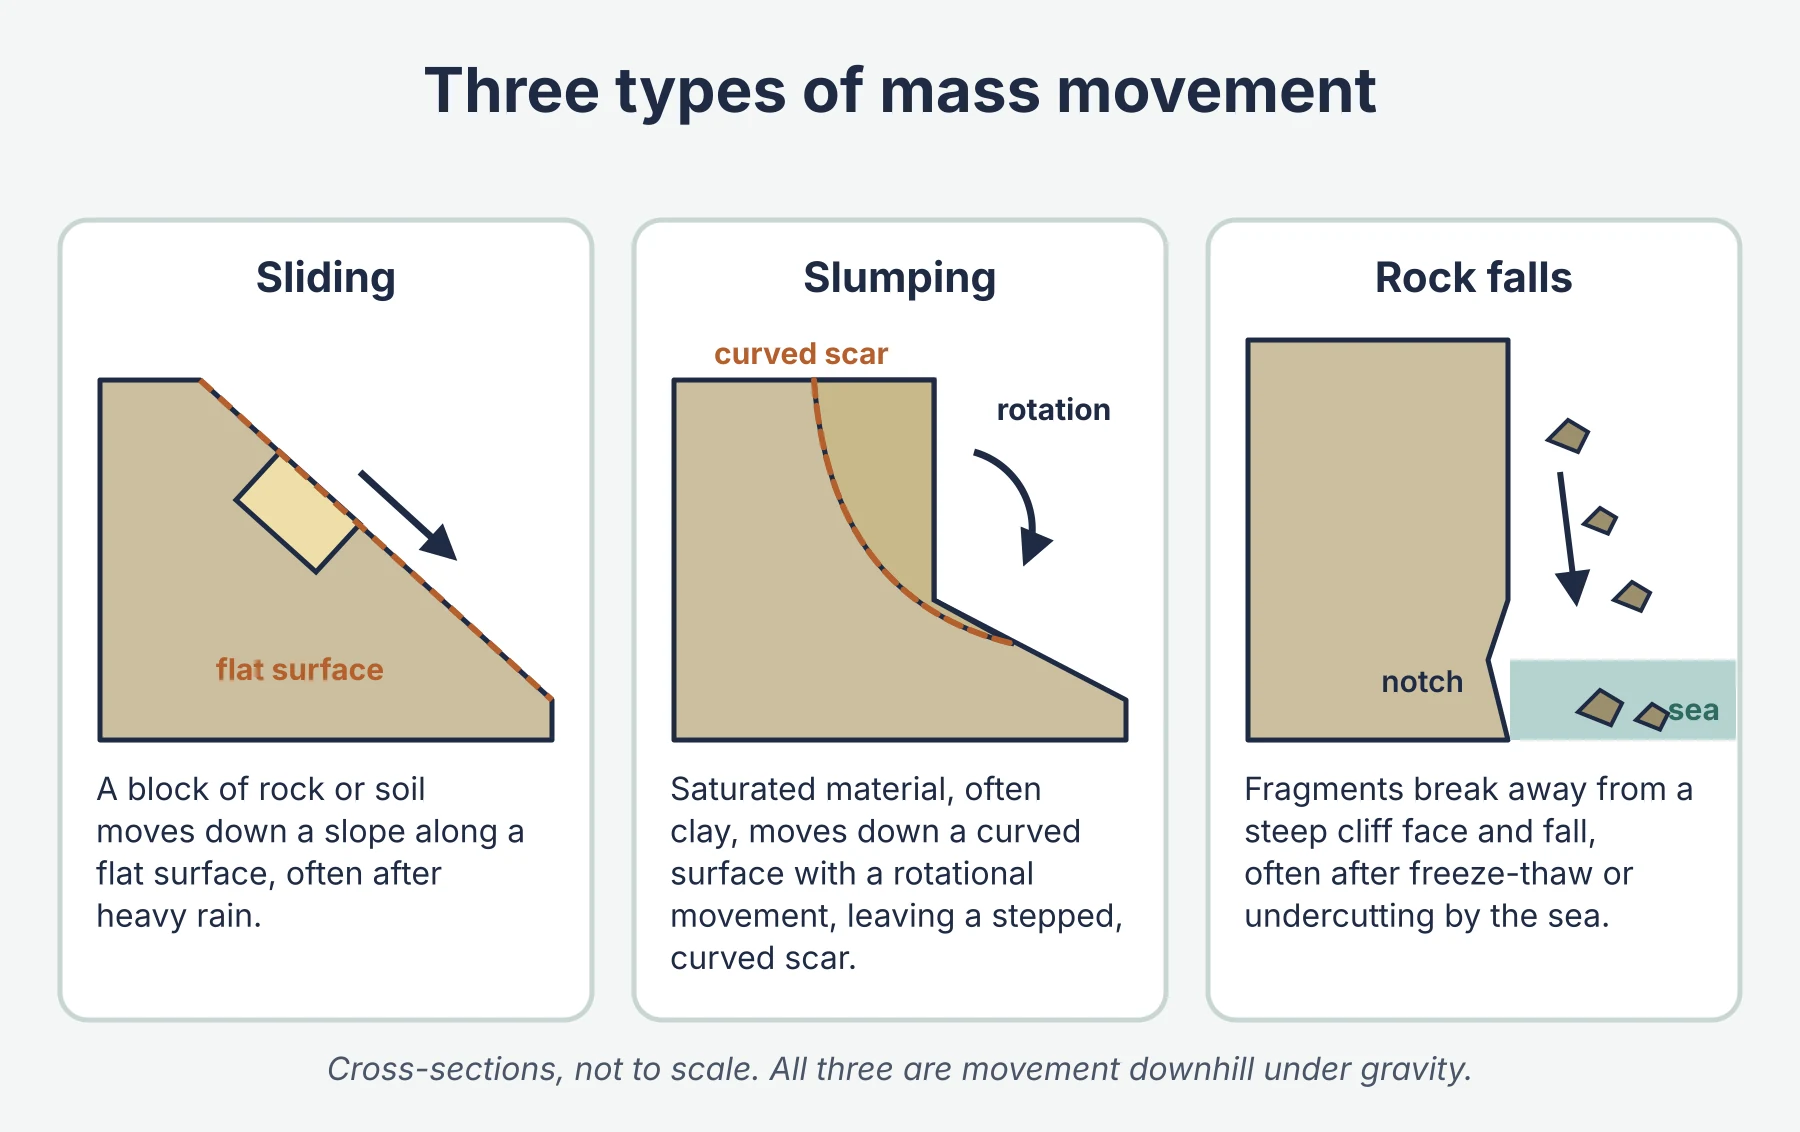 Three types of mass movement
Sliding
flat surface
A block of rock or soil
moves down a slope along a
flat surface, often after
heavy rain.
Slumping
curved scar
rotation
Saturated material, often
clay, moves down a curved
surface with a rotational
movement, leaving a stepped,
curved scar.
Rock falls
notch
sea
Fragments break away from a
steep cliff face and fall,
often after freeze-thaw or
undercutting by the sea.
Cross-sections, not to scale. All three are movement downhill under gravity.